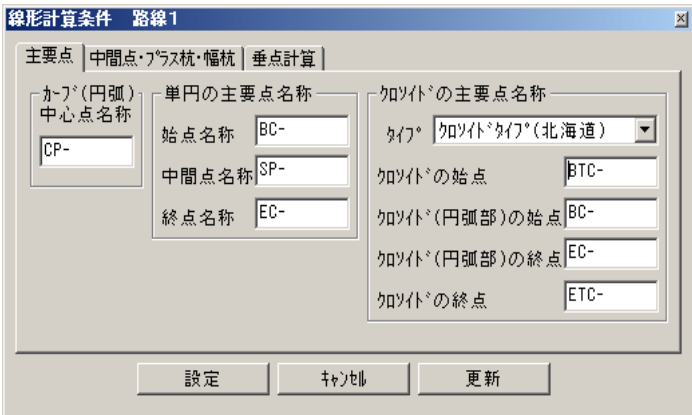 線形計算条件　路線1
主要点
中間点・プラス杭・幅杭
垂点計算
カーブ(円弧)
中心点名称
CP-
単円の主要点名称
始点名称 BC-
中間点名称 SP-
終点名称 EC-
クロソイドの主要点名称
タイプ クロソイドタイプ(北海道)
クロソイドの始点 BTC-
クロソイド(円弧部)の始点 BC-
クロソイド(円弧部)の終点 EC-
クロソイドの終点 ETC-
設定
キャンセル
更新